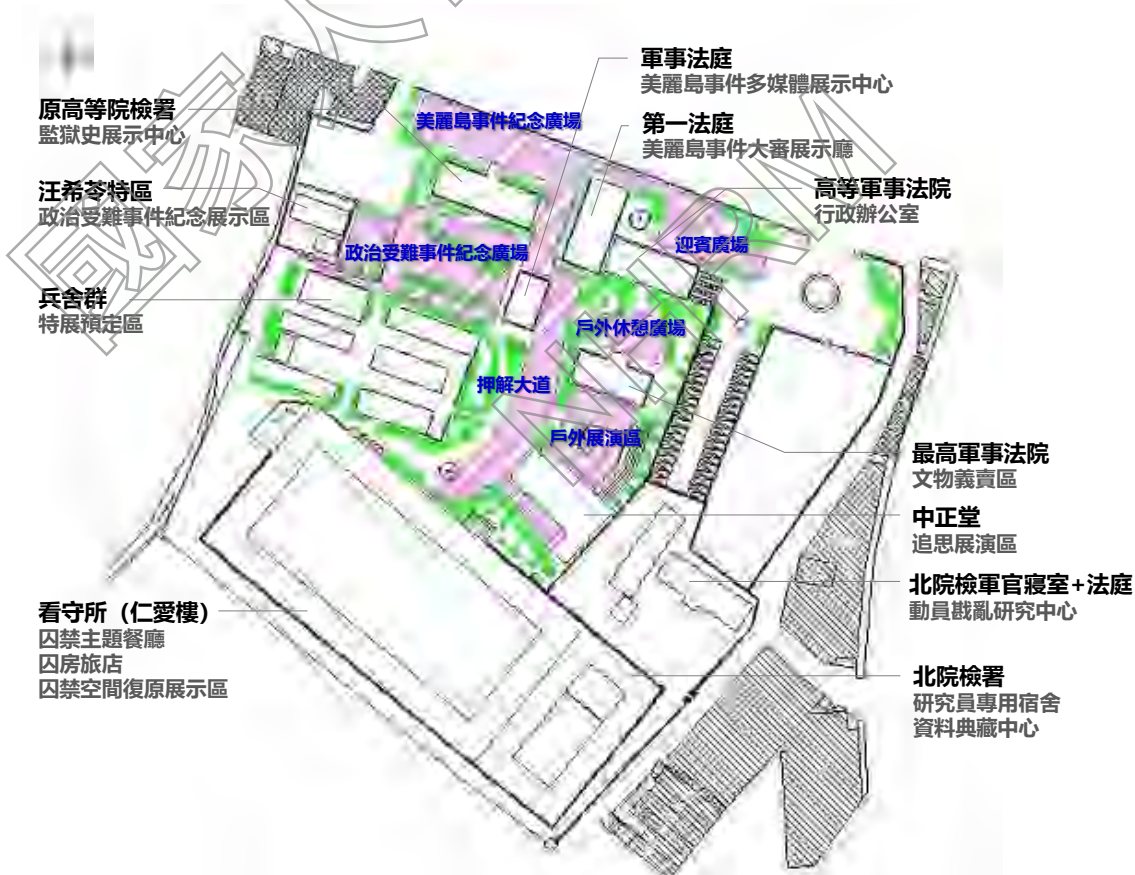 軍事法庭
美麗島事件多媒體展示中心
原高等院檢署
監獄史展示中心
美麗島事件紀念廣場
第一法庭
美麗島事件大審展示廳
汪希苓特區
政治受難事件紀念展示區
高等軍事法院
行政辦公室
政治受難事件紀念廣場
迎賓廣場
兵舍群
特展預定區
戶外休憩廣場
押解大道
戶外展演區
最高軍事法院
文物義賣區
中正堂
追思展演區
北院檢軍官寢室+法庭
動員戡亂研究中心
看守所（仁愛樓）
囚禁主題餐廳
囚房旅店
囚禁空間復原展示區
北院檢署
研究員專用宿舍
資料典藏中心
國家人
NHRM